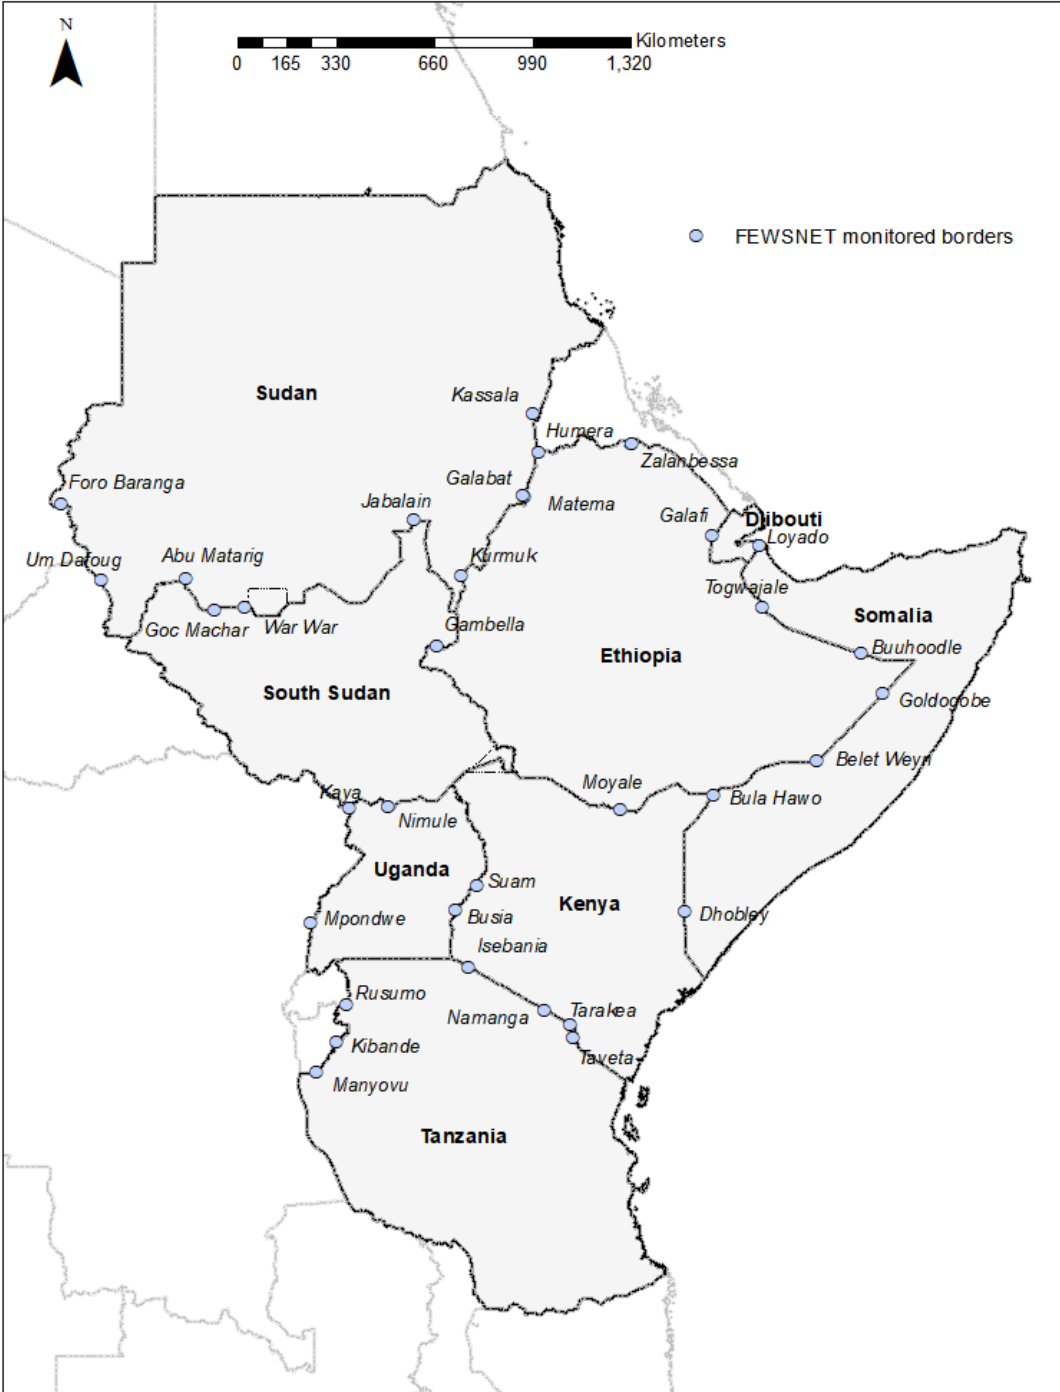 N
Kilometers
0 165 330 660 990 1,320
FEWSNET monitored borders
Sudan
Kassala
Humera
Zalanbessa
Foro Baranga
Galabat
Matema
Jabalain
Galafi
Djibouti
Loyado
Um Dafoug
Abu Matarig
Kurmuk
Togwajale
Goc Machar
War War
Gambella
Somalia
Ethiopia
Buuhoodle
South Sudan
Goldogobe
Belet Weyn
Moyale
Bula Hawo
Kaya
Nimule
Uganda
Suam
Kenya
Mpondwe
Busia
Dhobley
Isebania
Rusumo
Namanga
Tarakea
Kibande
Taveta
Manyovu
Tanzania